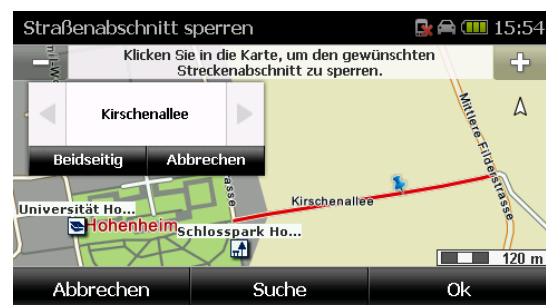 Straßenabschnitt sperren
15:54
Klicken Sie in die Karte, um den gewünschten
Streckenabschnitt zu sperren.
Kirschenallee
Beidseitig
Abbrechen
Mittlere Filderstrasse
Kirschenallee
asse
Universität Ho...
Hohenheim
Schlosspark Ho...
120 m
Abbrechen
Suche
Ok